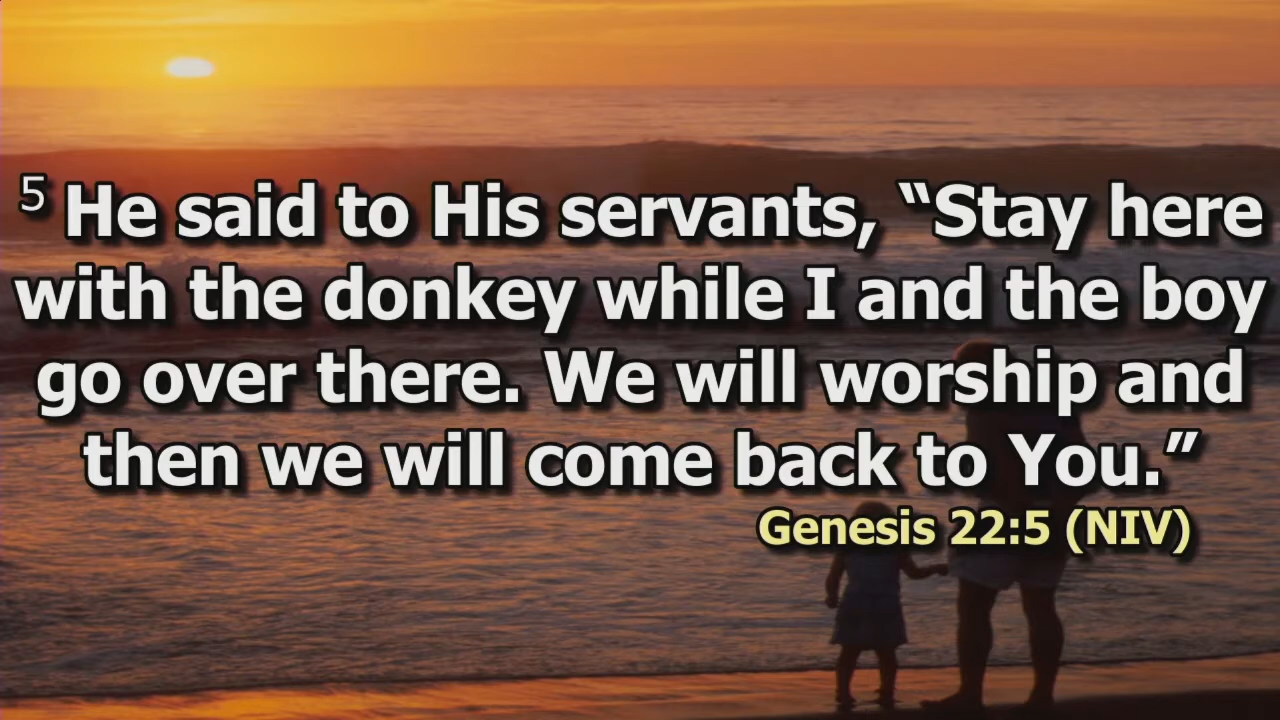 5 He said to His servants, “Stay here
with the donkey while I and the boy
go over there. We will worship and
then we will come back to You.”
Genesis 22:5 (NIV)